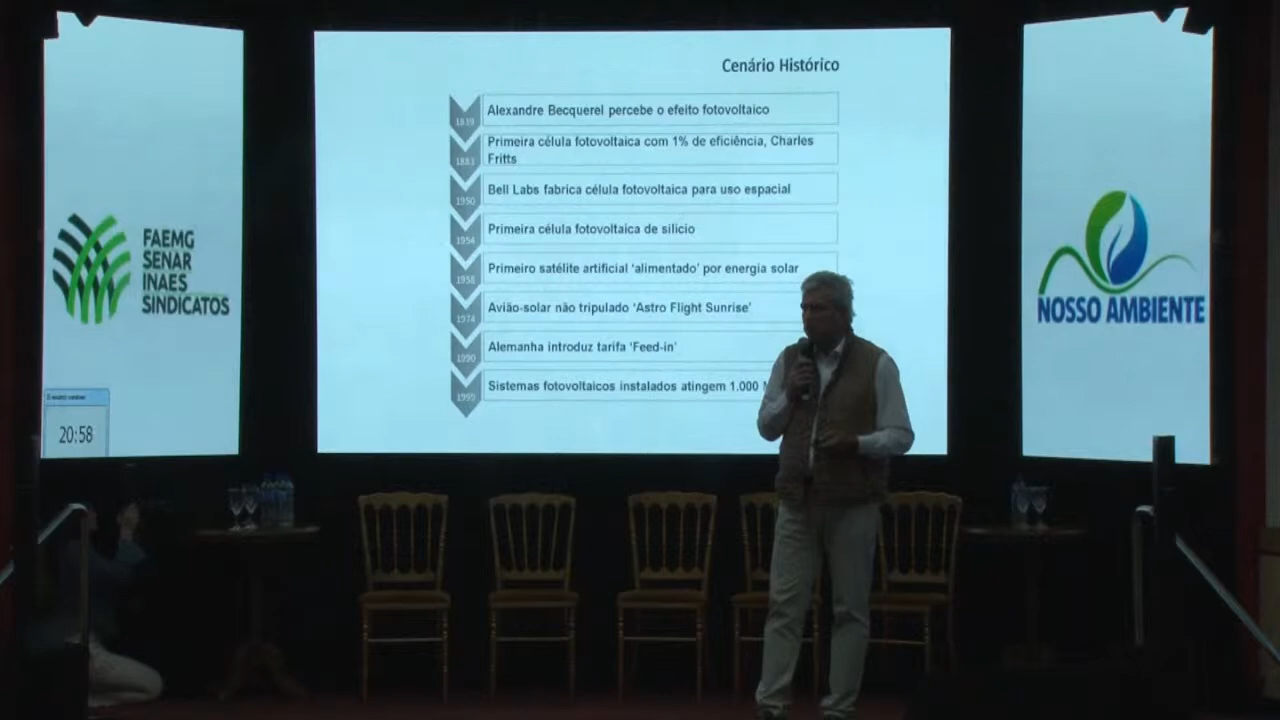 Cenário Histórico
1839
Alexandre Becquerel percebe o efeito fotovoltaico
1883
Primeira célula fotovoltaica com 1% de eficiência, Charles
Fritts
1950
Bell Labs fabrica célula fotovoltaica para uso espacial
1954
Primeira célula fotovoltaica de silicio
1958
Primeiro satélite artificial ‘alimentado’ por energia solar
1974
Avião-solar não tripulado ‘Astro Flight Sunrise’
1990
Alemanha introduz tarifa ‘Feed-in’
1999
Sistemas fotovoltaicos instalados atingem 1.000
FAEMG
SENAR
INAES
SINDICATOS
20:58
NOSSO AMBIENTE